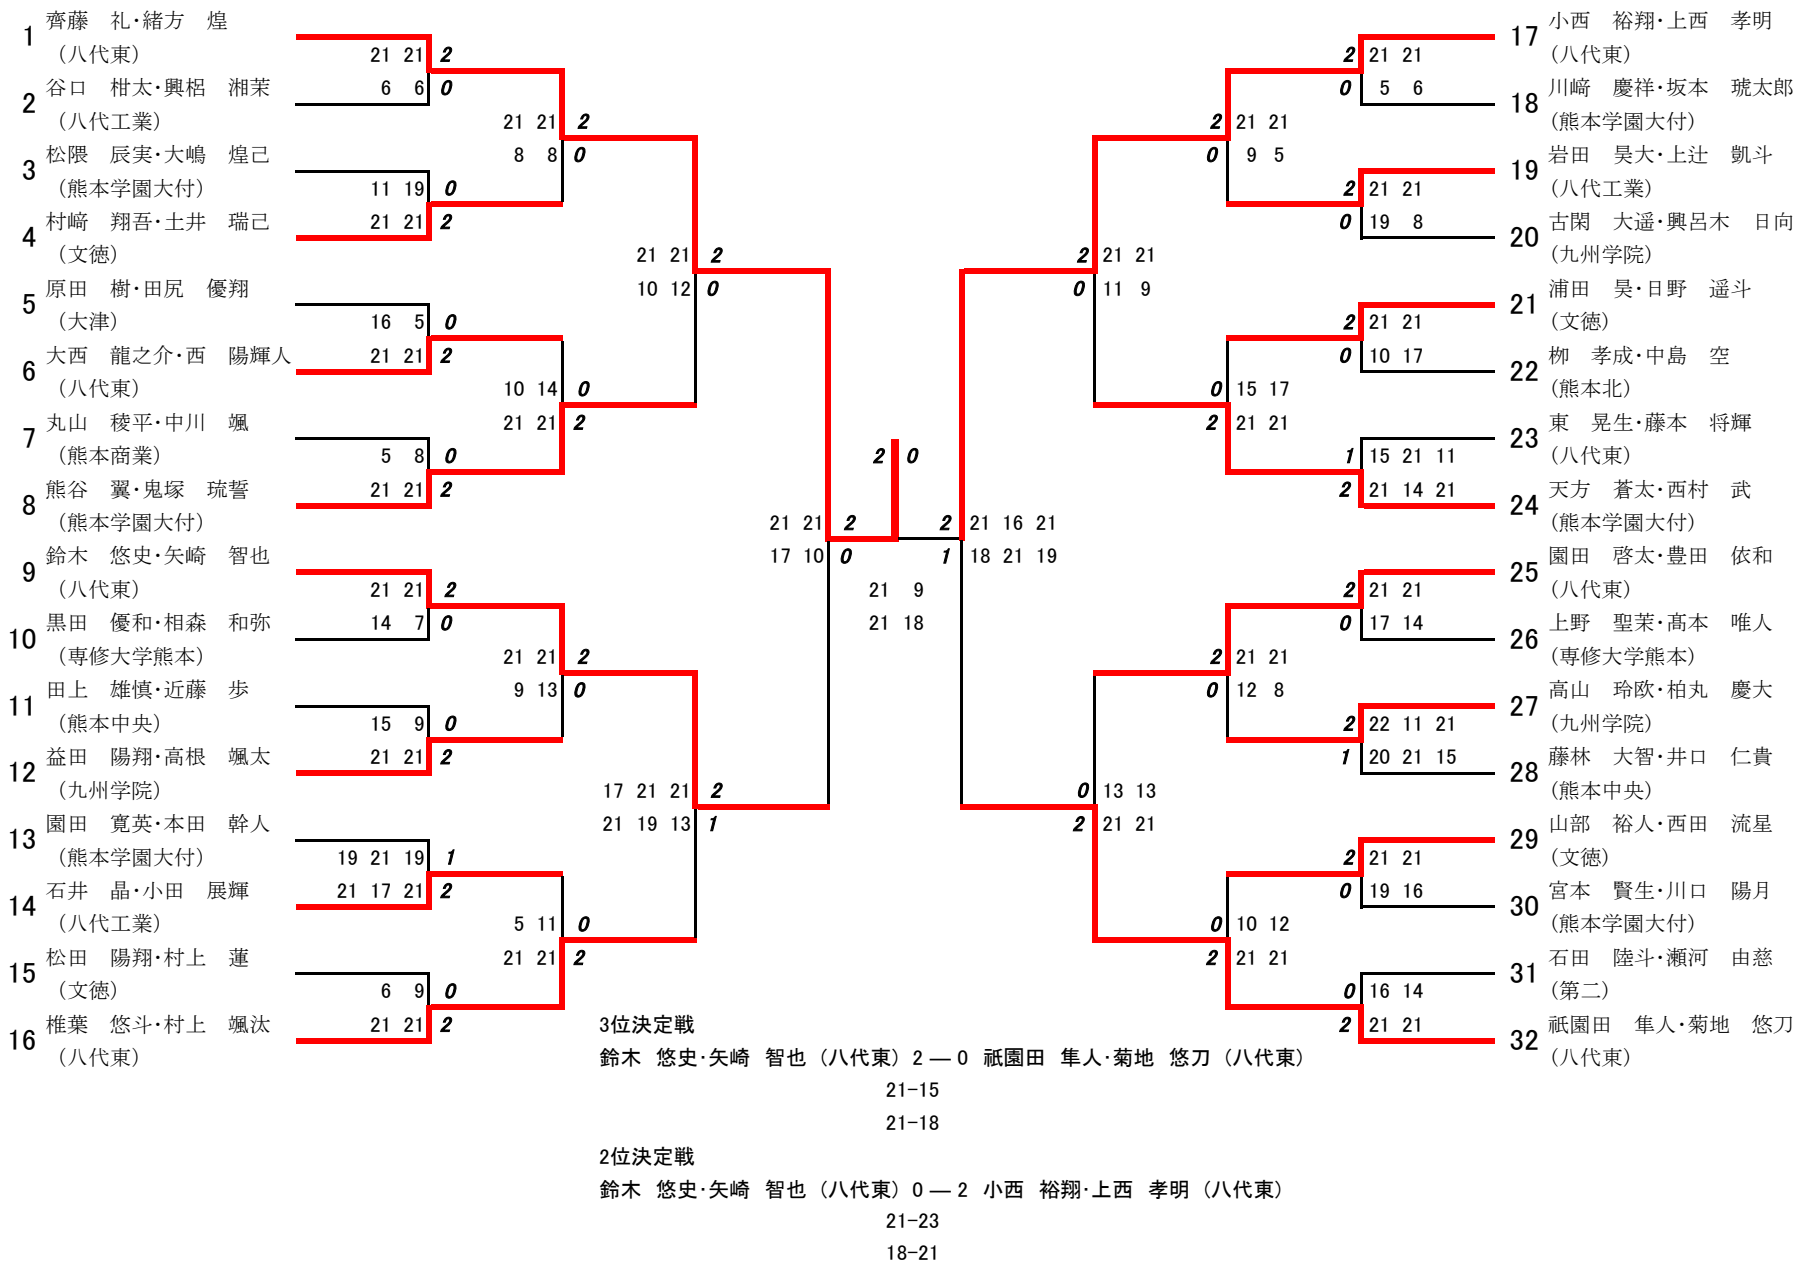 1 齊藤　礼・緒方　煌
（八代東）
21 21 2
2 谷口　柑太・興梠　湘茉
6 6 0
（八代工業）
21 21 2
8 8 0
3 松隈　辰実・大嶋　煌己
（熊本学園大付）
11 19 0
4 村﨑　翔吾・土井　瑞己
21 21 2
（文徳）
21 21 2
10 12 0
5 原田　樹・田尻　優翔
（大津）
16 5 0
6 大西　龍之介・西　陽輝人
21 21 2
（八代東）
10 14 0
21 21 2
7 丸山　稜平・中川　颯
（熊本商業）
5 8 0
8 熊谷　翼・鬼塚　琉誓
21 21 2
（熊本学園大付）
21 21 2
17 10 0
9 鈴木　悠史・矢崎　智也
（八代東）
21 21 2
10 黒田　優和・相森　和弥
14 7 0
（専修大学熊本）
21 21 2
9 13 0
11 田上　雄慎・近藤　歩
（熊本中央）
15 9 0
12 益田　陽翔・高根　颯太
21 21 2
（九州学院）
17 21 21 2
21 19 13 1
13 園田　寛英・本田　幹人
（熊本学園大付）
19 21 19 1
14 石井　晶・小田　展輝
21 17 21 2
（八代工業）
5 11 0
21 21 2
15 松田　陽翔・村上　蓮
（文徳）
6 9 0
16 椎葉　悠斗・村上　颯汰
21 21 2
（八代東）
2 0
21 9
21 18
17 小西　裕翔・上西　孝明
（八代東）
2 21 21
18 川﨑　慶祥・坂本　琥太郎
0 5 6
（熊本学園大付）
2 21 21
0 9 5
19 岩田　昊大・上辻　凱斗
（八代工業）
2 21 21
20 古閑　大遥・興呂木　日向
0 19 8
（九州学院）
2 21 21
0 11 9
21 浦田　昊・日野　遥斗
（文徳）
2 21 21
22 栁　孝成・中島　空
0 10 17
（熊本北）
0 15 17
2 21 21
23 東　晃生・藤本　将輝
（八代東）
1 15 21 11
24 天方　蒼太・西村　武
2 21 14 21
（熊本学園大付）
2 21 16 21
1 18 21 19
25 園田　啓太・豊田　依和
（八代東）
2 21 21
26 上野　聖茉・髙本　唯人
0 17 14
（専修大学熊本）
2 21 21
0 12 8
27 高山　玲欧・柏丸　慶大
（九州学院）
2 22 11 21
28 藤林　大智・井口　仁貴
1 20 21 15
（熊本中央）
0 13 13
2 21 21
29 山部　裕人・西田　流星
（文徳）
2 21 21
30 宮本　賢生・川口　陽月
0 19 16
（熊本学園大付）
0 10 12
2 21 21
31 石田　陸斗・瀬河　由慈
（第二）
0 16 14
32 祇園田　隼人・菊地　悠刀
2 21 21
（八代東）
3位決定戦
鈴木　悠史・矢崎　智也（八代東）2 ― 0 祇園田　隼人・菊地　悠刀（八代東）
21-15
21-18
2位決定戦
鈴木　悠史・矢崎　智也（八代東）0 ― 2 小西　裕翔・上西　孝明（八代東）
21-23
18-21